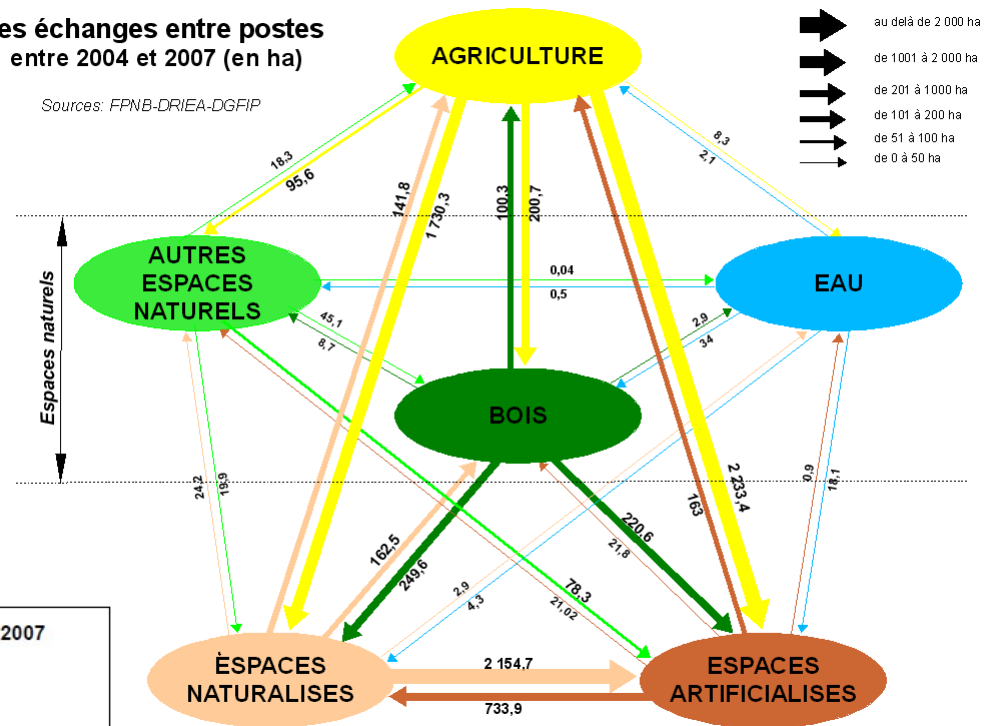 es échanges entre postes
entre 2004 et 2007 (en ha)
Sources: FPNB-DRIEA-DGFIP
au delà de 2 000 ha
de 1001 à 2 000 ha
de 201 à 1000 ha
de 101 à 200 ha
de 51 à 100 ha
de 0 à 50 ha
AGRICULTURE
18,3
95,6
8,3
2,1
141,8
1 730,3
100,3
200,7
Espaces naturels
AUTRES
ESPACES
NATURELS
0,04
0,5
EAU
45,1
8,7
2,9
34
BOIS
24,2
19,9
2 233,4
163
0,9
18,1
162,5
249,6
220,6
21,8
78,3
21,02
2,9
4,3
2007
ÈSPACES
NATURALISES
2 154,7
733,9
ESPACES
ARTIFICIALISES